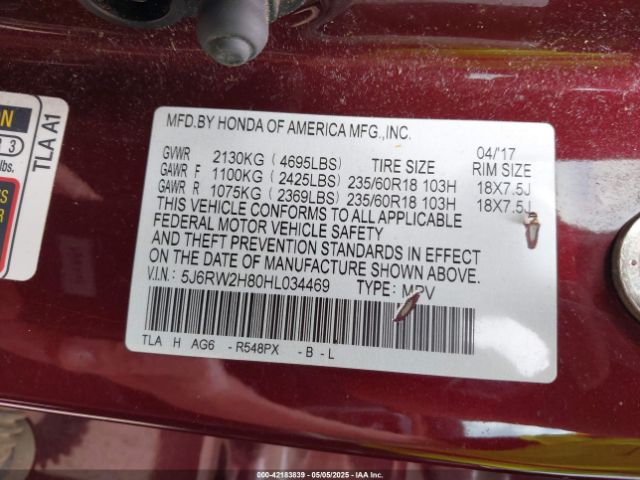 ON
3
lbs.
TLA A1
MFD.BY HONDA OF AMERICA MFG.,INC.
04/'17
GVWR 2130KG (4695LBS) TIRE SIZE RIM SIZE
GAWR F 1100KG (2425LBS) 235/60R18 103H 18X7.5J
GAWR R 1075KG (2369LBS) 235/60R18 103H 18X7.5J
THIS VEHICLE CONFORMS TO ALL APPLICABLE
FEDERAL MOTOR VEHICLE SAFETY
AND THEFT PREVENTION STANDARDS IN EFFECT
ON THE DATE OF MANUFACTURE SHOWN ABOVE.
V.I.N.: 5J6RW2H80HL034469 TYPE: MPV
TLA H AG6 - R548PX - B - L
000-42183839 - 05/05/2025 - IAA Inc.